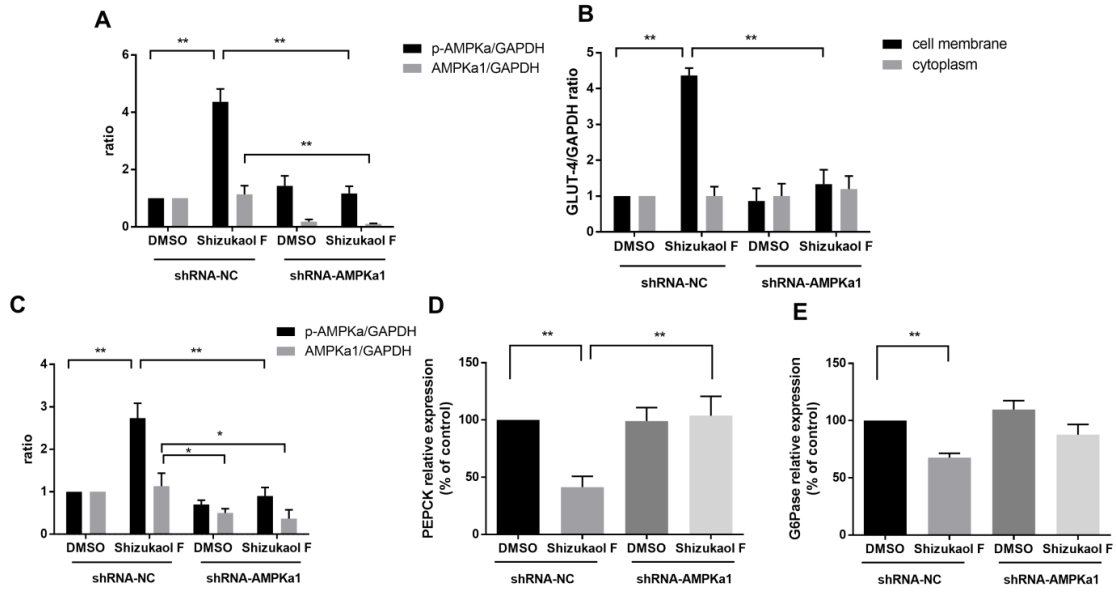 A
**
**
**
p-AMPKa/GAPDH
AMPKa1/GAPDH
ratio
6
4
2
0
DMSO
Shizukaol F
DMSO
Shizukaol F
shRNA-NC
shRNA-AMPKa1
B
**
**
cell membrane
cytoplasm
GLUT-4/GAPDH ratio
5
4
3
2
1
0
DMSO
Shizukaol F
DMSO
Shizukaol F
shRNA-NC
shRNA-AMPKa1
C
p-AMPKa/GAPDH
AMPKa1/GAPDH
**
**
*
*
ratio
4
3
2
1
0
DMSO
Shizukaol F
DMSO
Shizukaol F
shRNA-NC
shRNA-AMPKa1
D
**
**
PEPCK relative expression
(% of control)
150
100
50
0
DMSO
Shizukaol F
DMSO
Shizukaol F
shRNA-NC
shRNA-AMPKa1
E
**
G6Pase relative expression
(% of control)
150
100
50
0
DMSO
Shizukaol F
DMSO
Shizukaol F
shRNA-NC
shRNA-AMPKa1